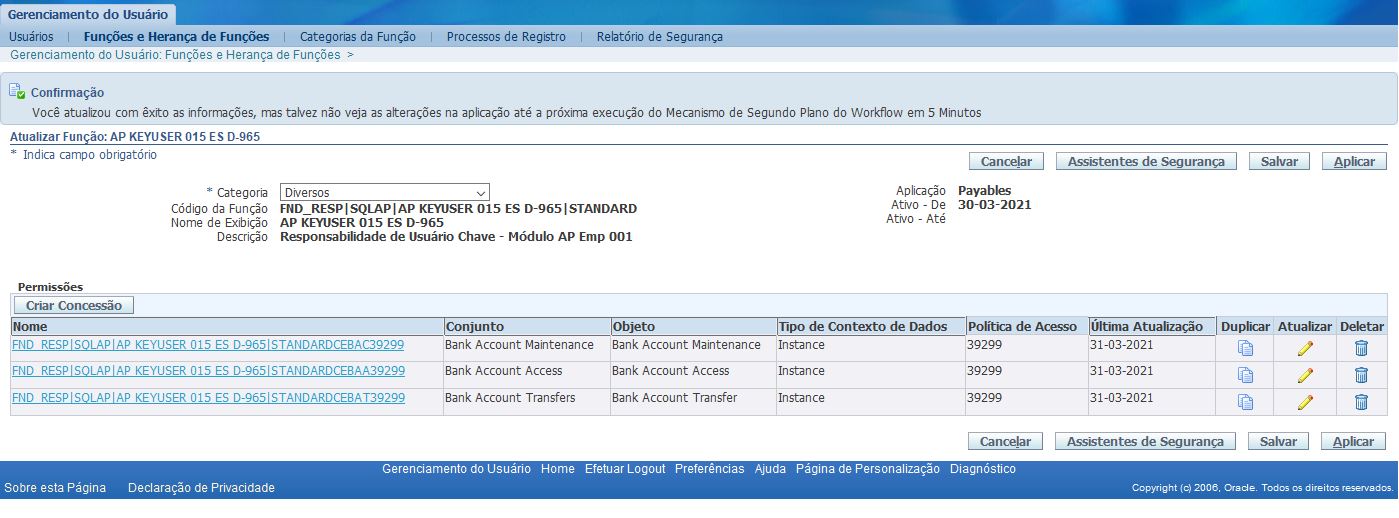 Gerenciamento do Usuário
Usuários | Funções e Herança de Funções | Categorias da Função | Processos de Registro | Relatório de Segurança
Gerenciamento do Usuário: Funções e Herança de Funções >
Confirmação
Você atualizou com êxito as informações, mas talvez não veja as alterações na aplicação até a próxima execução do Mecanismo de Segundo Plano do Workflow em 5 Minutos
Atualizar Função: AP KEYUSER 015 ES D-965
* Indica campo obrigatório
Cancelar Assistentes de Segurança Salvar Aplicar
* Categoria Diversos Aplicação Payables
Código da Função FND_RESP|SQLAP|AP KEYUSER 015 ES D-965|STANDARD Ativo - De 30-03-2021
Nome de Exibição AP KEYUSER 015 ES D-965 Ativo - Até
Descrição Responsabilidade de Usuário Chave - Módulo AP Emp 001
Permissões
Criar Concessão
Nome Conjunto Objeto Tipo de Contexto de Dados Política de Acesso Última Atualização Duplicar Atualizar Deletar
FND_RESP|SQLAP|AP KEYUSER 015 ES D-965|STANDARDCEBAC39299 Bank Account Maintenance Bank Account Maintenance Instance 39299 31-03-2021
FND_RESP|SQLAP|AP KEYUSER 015 ES D-965|STANDARDCEBAA39299 Bank Account Access Bank Account Access Instance 39299 31-03-2021
FND_RESP|SQLAP|AP KEYUSER 015 ES D-965|STANDARDCEBAT39299 Bank Account Transfers Bank Account Transfer Instance 39299 31-03-2021
Cancelar Assistentes de Segurança Salvar Aplicar
Gerenciamento do Usuário Home Efetuar Logout Preferências Ajuda Página de Personalização Diagnóstico
Sobre esta Página Declaração de Privacidade Copyright (c) 2006, Oracle. Todos os direitos reservados.